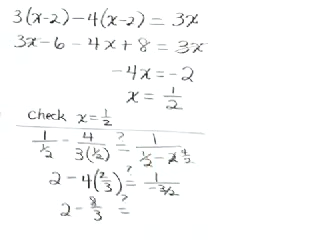 3(x-2)-4(x-2) = 3x
3x-6 -4x+8 = 3x
-4x = -2
x = 1/2
check x = 1/2
1/(1/2) - 4/(3(1/2)) ?= 1/(1/2 - 4/2)
2 - 4(2/3) ?= 1/(-3/2)
2 - 8/3 ?=